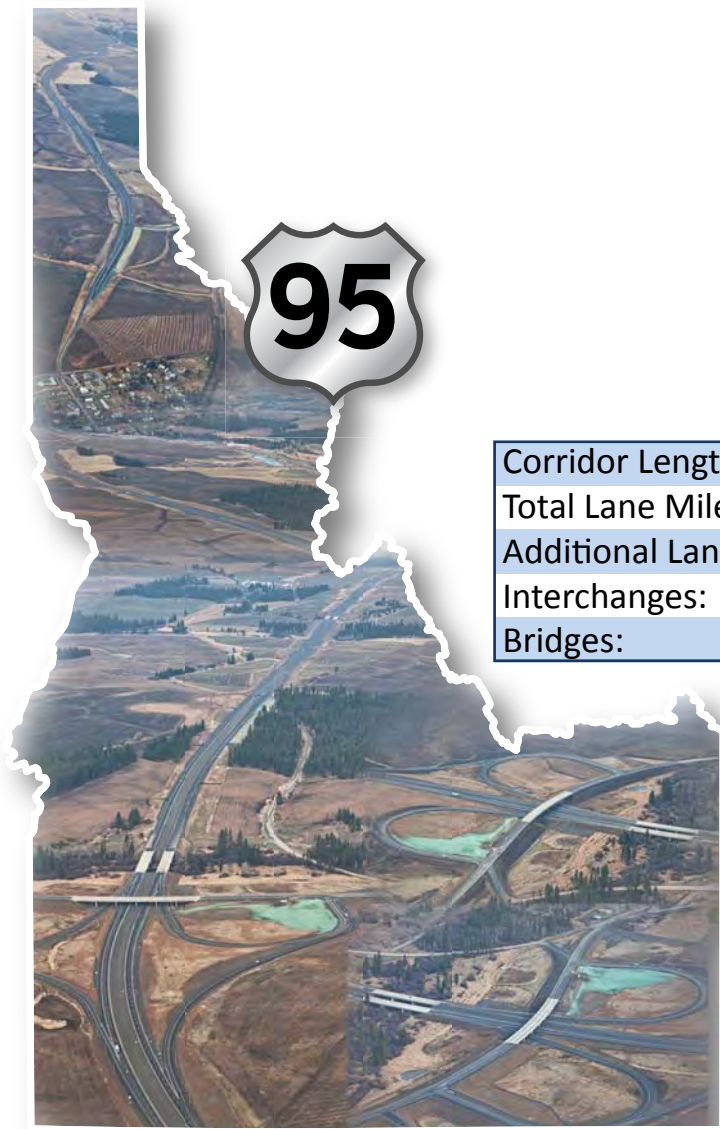 95
Corridor Lengt
Total Lane Mile
Additional Lan
Interchanges:
Bridges: